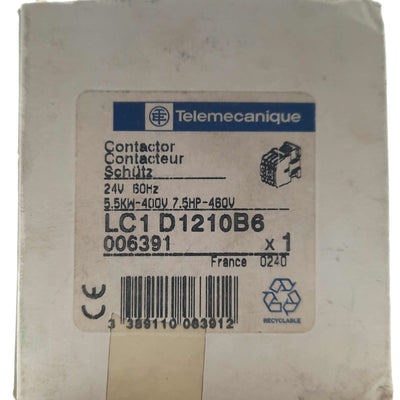 Telemecanique
Contactor
Contacteur
Schütz
24V 60Hz
5.5KW-400V 7.5HP-460V
LC1 D1210B6
006391 x 1
France 0240
CE
3 389110 063912
RECYCLABLE